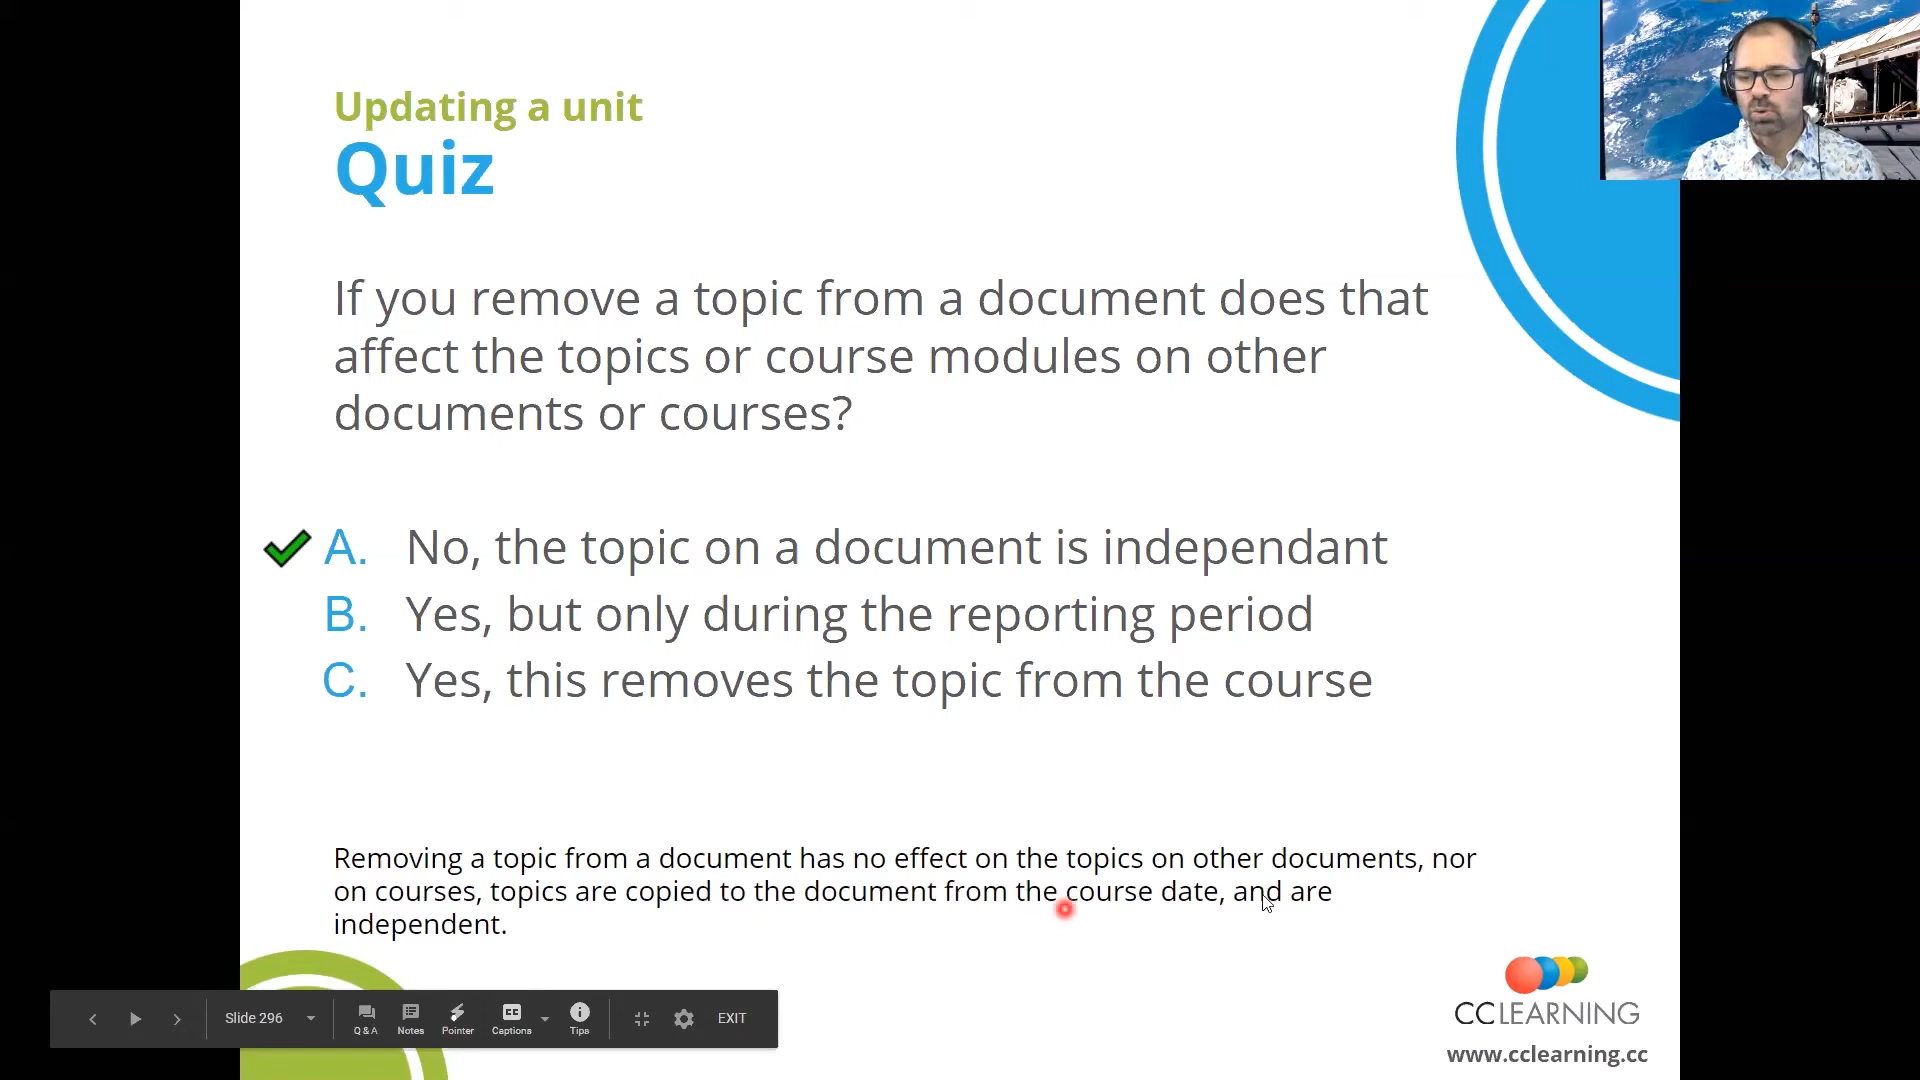 Updating a unit
Quiz
If you remove a topic from a document does that
affect the topics or course modules on other
documents or courses?
A. No, the topic on a document is independant
B. Yes, but only during the reporting period
C. Yes, this removes the topic from the course
Removing a topic from a document has no effect on the topics on other documents, nor
on courses, topics are copied to the document from the course date, and are
independent.
Slide 296
Q & A
Notes
Pointer
CC
Captions
Tips
EXIT
CCLEARNING
www.cclearning.cc